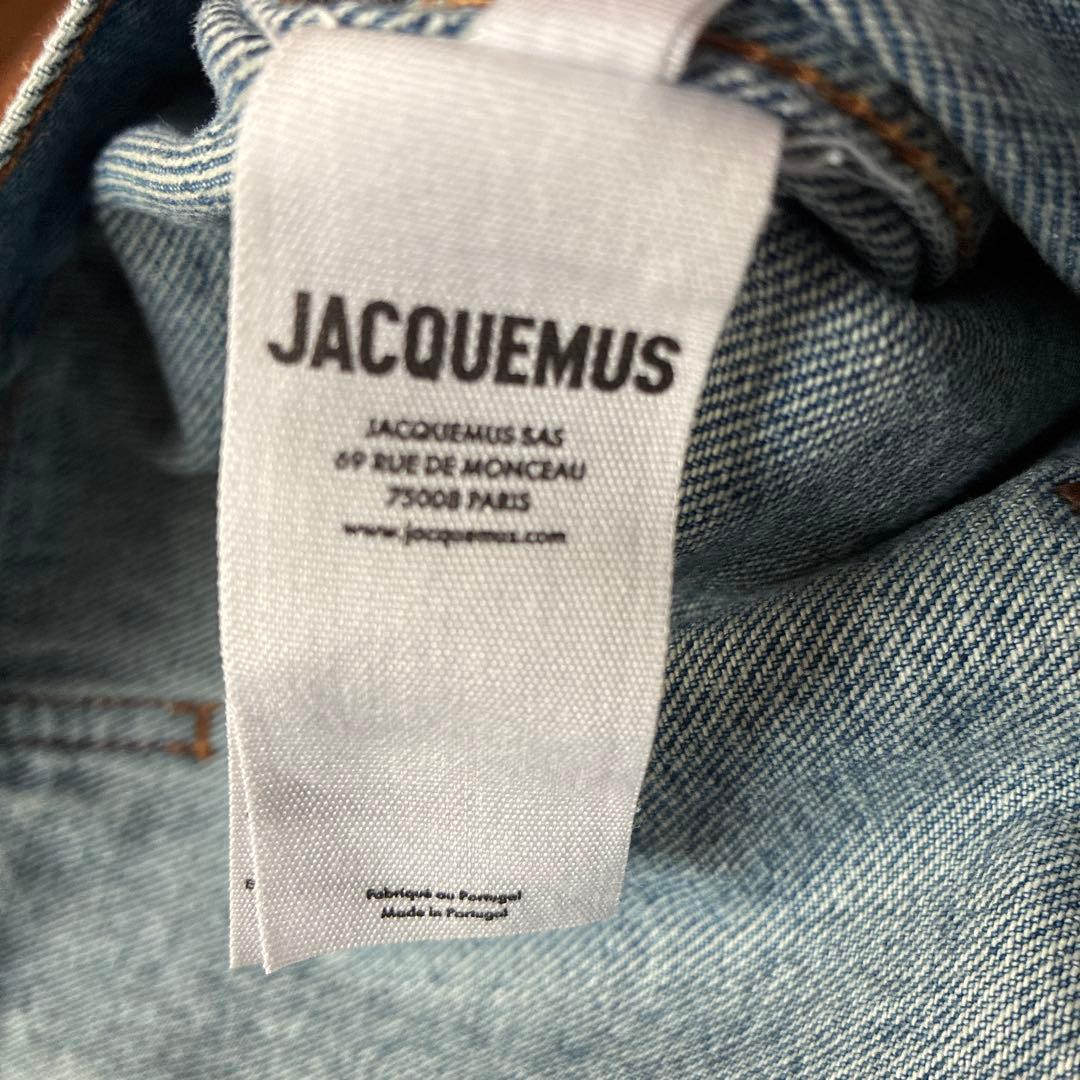 JACQUEMUS
JACQUEMUS SAS
69 RUE DE MONCEAU
75008 PARIS
www.jacquemus.com
Fabriqué au Portugal
Made in Portugal